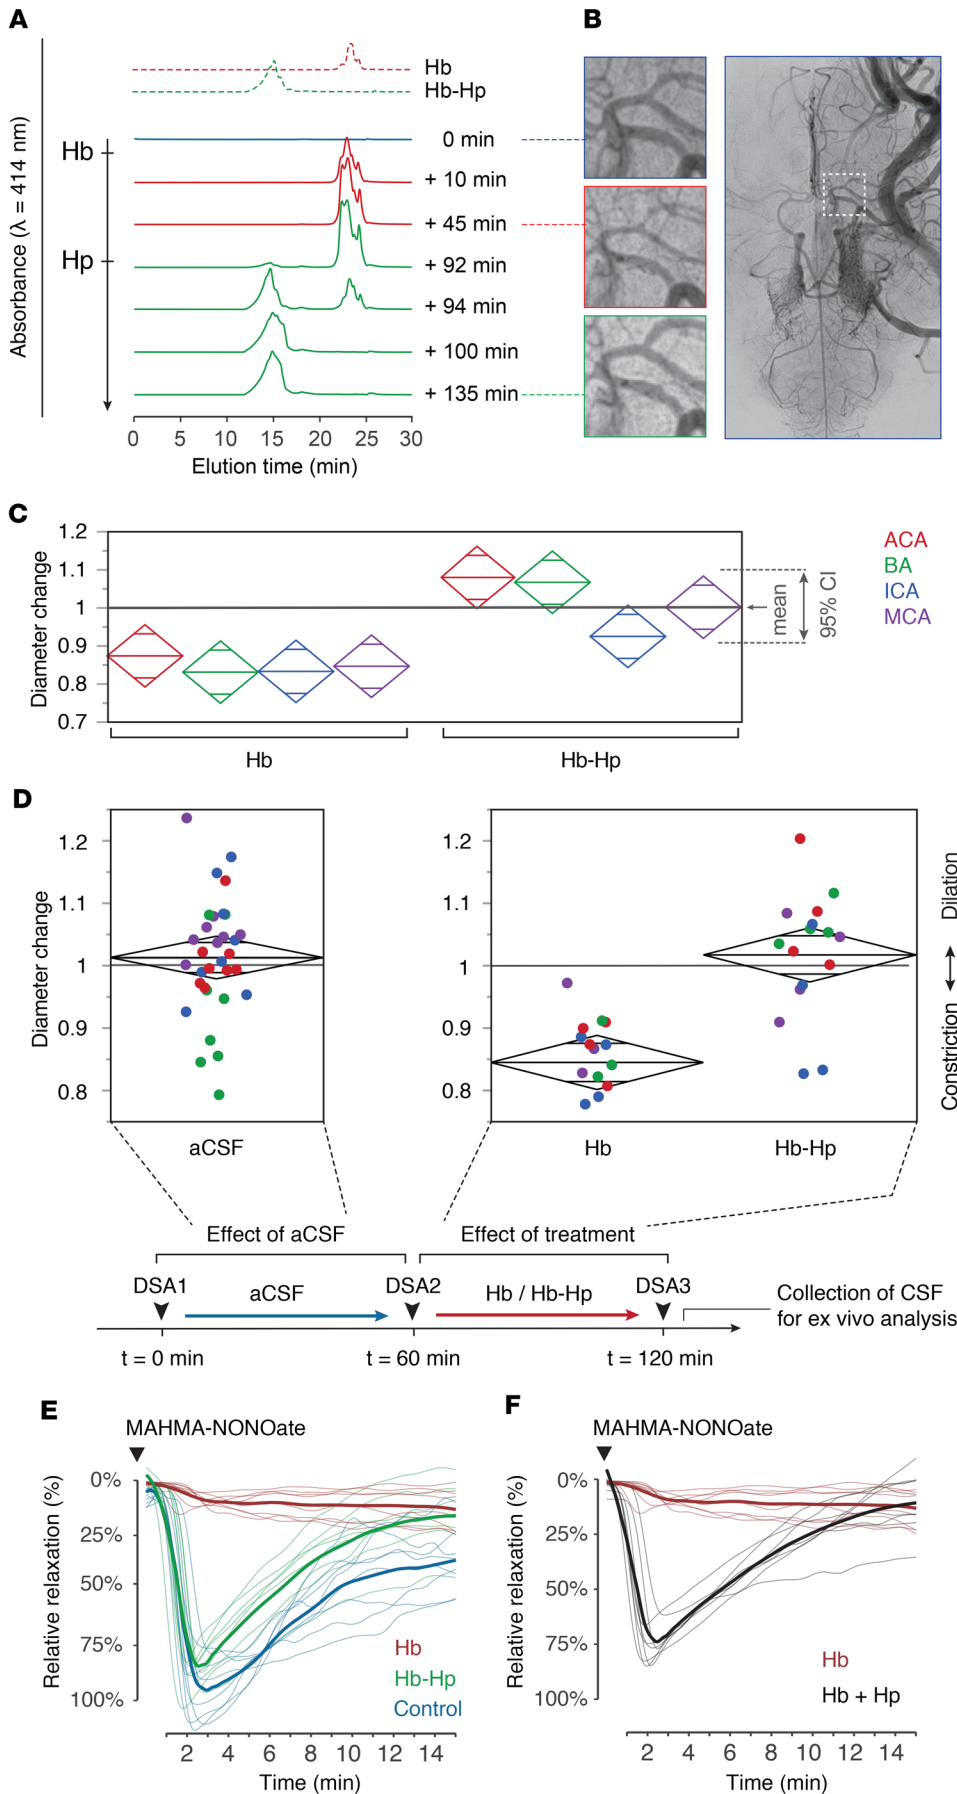 A
B
Absorbance (λ = 414 nm)
Hb
Hp
Hb
Hb-Hp
0 min
+ 10 min
+ 45 min
+ 92 min
+ 94 min
+ 100 min
+ 135 min
0 5 10 15 20 25 30
Elution time (min)
C
Diameter change
1.2
1.1
1
0.9
0.8
0.7
Hb
Hb-Hp
mean
95% CI
ACA
BA
ICA
MCA
D
Diameter change
1.2
1.1
1
0.9
0.8
aCSF
1.2
1.1
1
0.9
0.8
Hb
Hb-Hp
Dilation
Constriction
Effect of aCSF
Effect of treatment
DSA1
aCSF
DSA2
Hb / Hb-Hp
DSA3
Collection of CSF
for ex vivo analysis
t = 0 min
t = 60 min
t = 120 min
E
MAHMA-NONOate
Relative relaxation (%)
0%
25%
50%
75%
100%
Hb
Hb-Hp
Control
2 4 6 8 10 12 14
Time (min)
F
MAHMA-NONOate
Relative relaxation (%)
0%
25%
50%
75%
100%
Hb
Hb + Hp
2 4 6 8 10 12 14
Time (min)